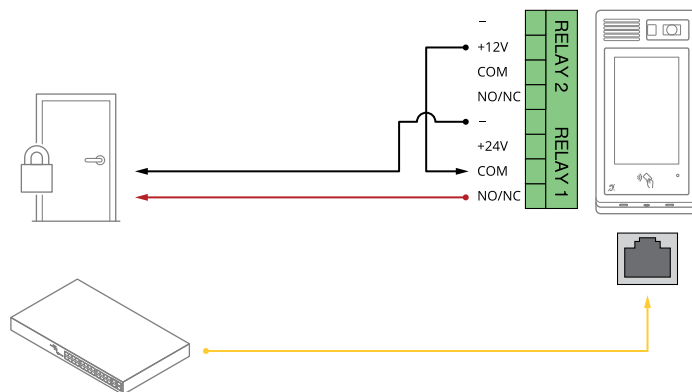 –
+12V
COM
NO/NC
–
+24V
COM
NO/NC
RELAY 2
RELAY 1